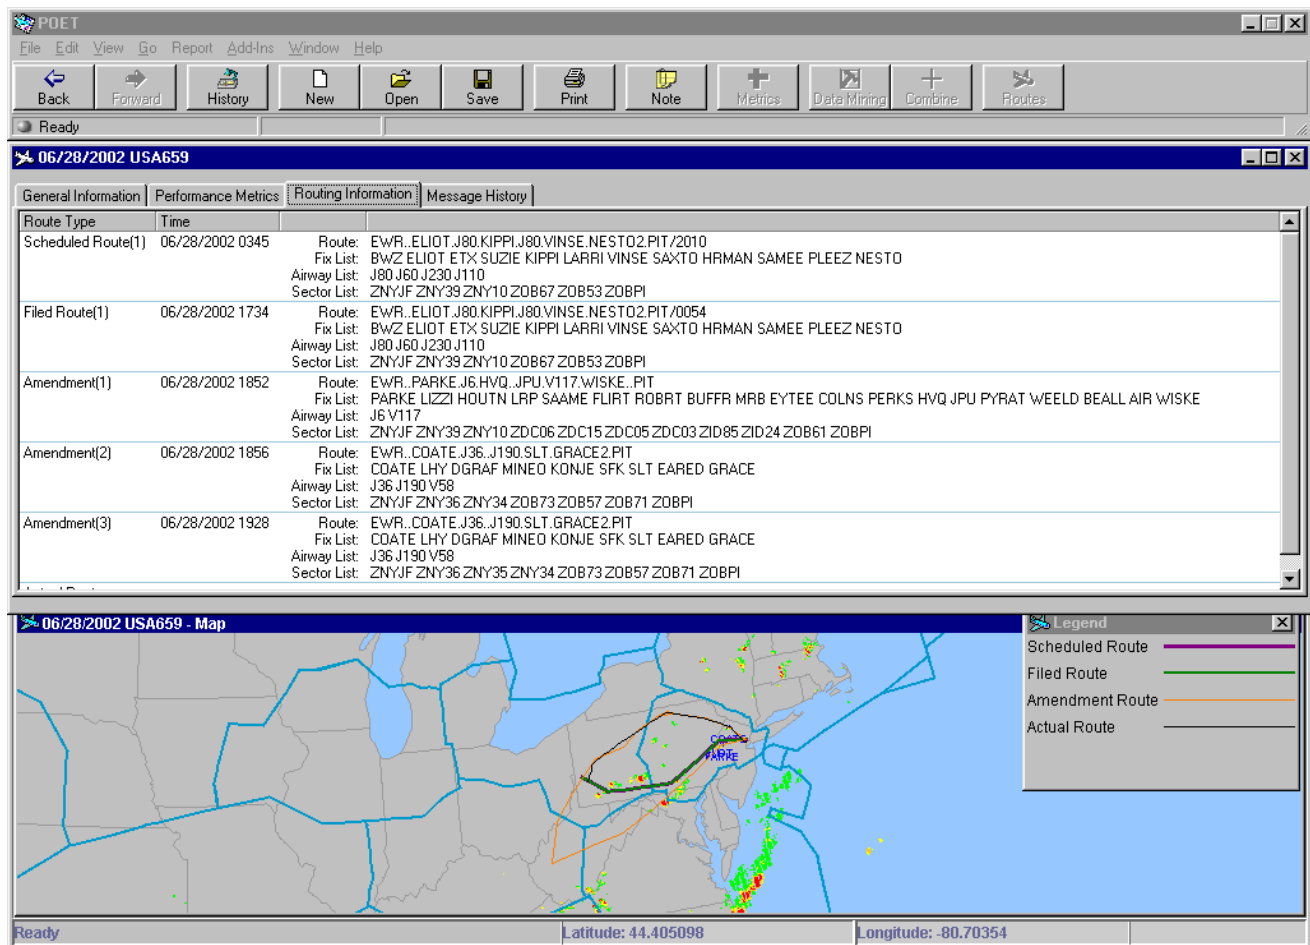 POET
File Edit View Go Report Add-Ins Window Help
Back Forward History New Open Save Print Note Metrics Data Mining Combine Routes
Ready
06/28/2002 USA659
General Information Performance Metrics Routing Information Message History
Route Type Time
Scheduled Route(1) 06/28/2002 0345 Route: EWR..ELIOT.J80.KIPPI.J80.VINSE.NESTO2.PIT/2010
Fix List: BWZ ELIOT ETX SUZIE KIPPI LARRI VINSE SAXTO HRMAN SAMEE PLEEZ NESTO
Airway List: J80 J60 J230 J110
Sector List: ZNYJF ZNY39 ZNY10 ZOB67 ZOB53 ZOBPI
Filed Route(1) 06/28/2002 1734 Route: EWR..ELIOT.J80.KIPPI.J80.VINSE.NESTO2.PIT/0054
Fix List: BWZ ELIOT ETX SUZIE KIPPI LARRI VINSE SAXTO HRMAN SAMEE PLEEZ NESTO
Airway List: J80 J60 J230 J110
Sector List: ZNYJF ZNY39 ZNY10 ZOB67 ZOB53 ZOBPI
Amendment(1) 06/28/2002 1852 Route: EWR..PARKE.J6.HVQ..JPU.V117.WISKE..PIT
Fix List: PARKE LIZZI HOUTN LRP SAAME FLIRT ROBRT BUFFR MRB EYTEE COLNS PERKS HVQ JPU PYRAT WEELD BEALL AIR WISKE
Airway List: J6 V117
Sector List: ZNYJF ZNY39 ZNY10 ZDC06 ZDC15 ZDC05 ZDC03 ZID85 ZID24 ZOB61 ZOBPI
Amendment(2) 06/28/2002 1856 Route: EWR..COATE.J36..J190.SLT.GRACE2.PIT
Fix List: COATE LHY DGRAF MINEO KONJE SFK SLT EARED GRACE
Airway List: J36 J190 V58
Sector List: ZNYJF ZNY36 ZNY34 ZOB73 ZOB57 ZOB71 ZOBPI
Amendment(3) 06/28/2002 1928 Route: EWR..COATE.J36..J190.SLT.GRACE2.PIT
Fix List: COATE LHY DGRAF MINEO KONJE SFK SLT EARED GRACE
Airway List: J36 J190 V58
Sector List: ZNYJF ZNY36 ZNY35 ZNY34 ZOB73 ZOB57 ZOB71 ZOBPI
06/28/2002 USA659 - Map
Legend
Scheduled Route
Filed Route
Amendment Route
Actual Route
PARKE
Ready Latitude: 44.405098 Longitude: -80.70354